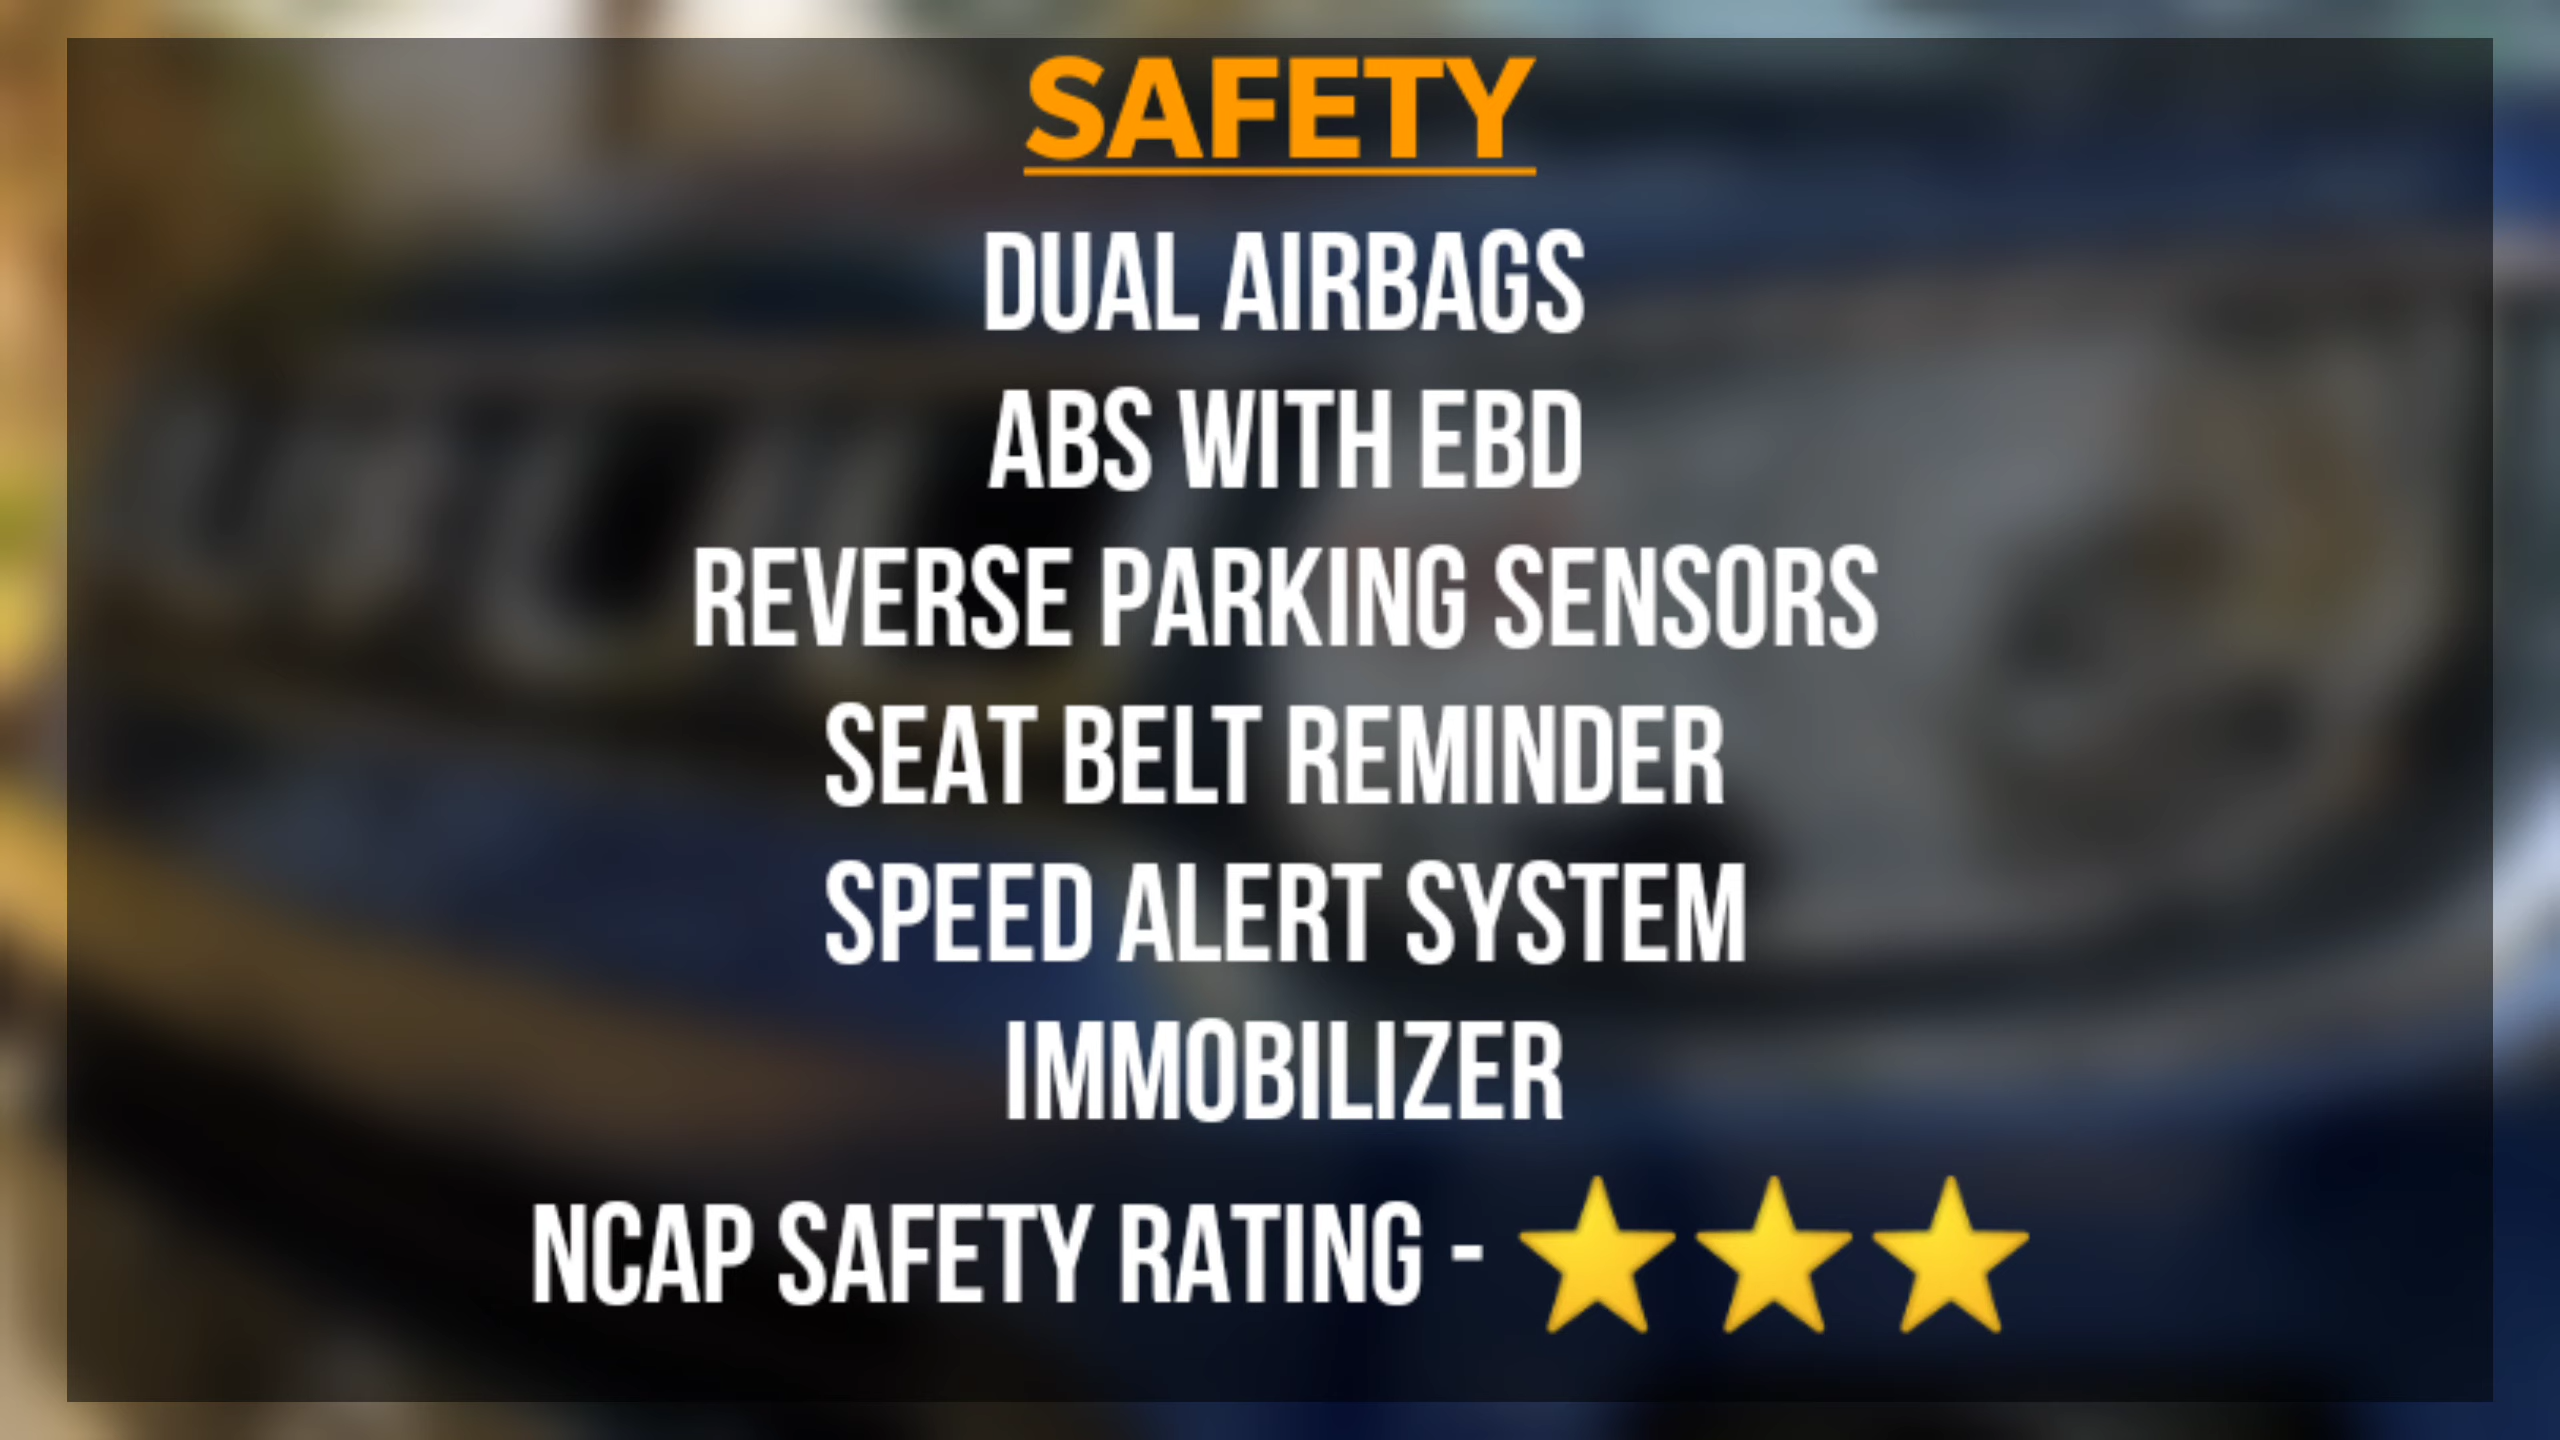 SAFETY
DUAL AIRBAGS
ABS WITH EBD
REVERSE PARKING SENSORS
SEAT BELT REMINDER
SPEED ALERT SYSTEM
IMMOBILIZER
NCAP SAFETY RATING - ⭐⭐⭐